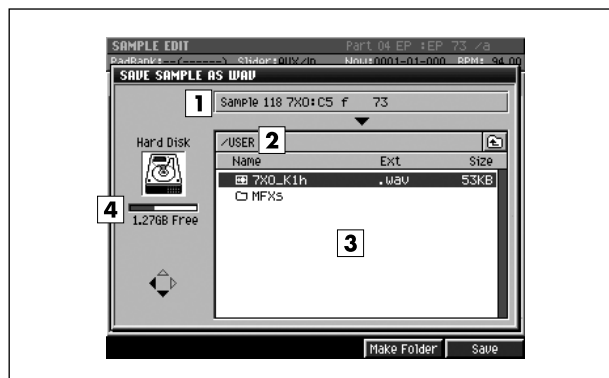 SAMPLE EDIT Part 04 EP :EP 73 /a
PadBank:--(------) Slider:AUX/In Now:0001-01-000 BPM: 94.00
SAVE SAMPLE AS WAV
1 Sample 118 7XO:C5 f 73
Hard Disk
/USER 2
Name Ext Size
7XO_K1h .wav 53KB
MFXs
4
1.27GB Free
3
Make Folder Save